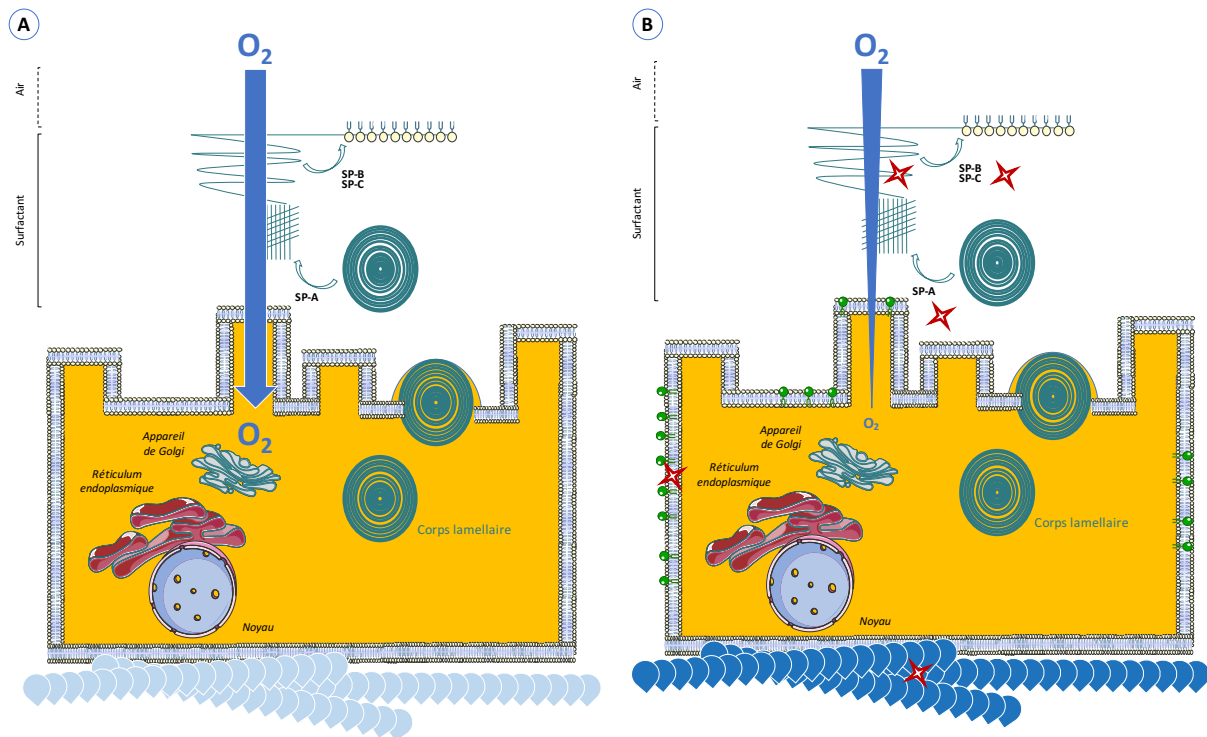 A
O2
Air
Surfactant
SP-B
SP-C
SP-A
O2
Appareil
de Golgi
Réticulum
endoplasmique
Corps lamellaire
Noyau
B
O2
Air
Surfactant
SP-B
SP-C
SP-A
O2
Appareil
de Golgi
Réticulum
endoplasmique
Corps lamellaire
Noyau